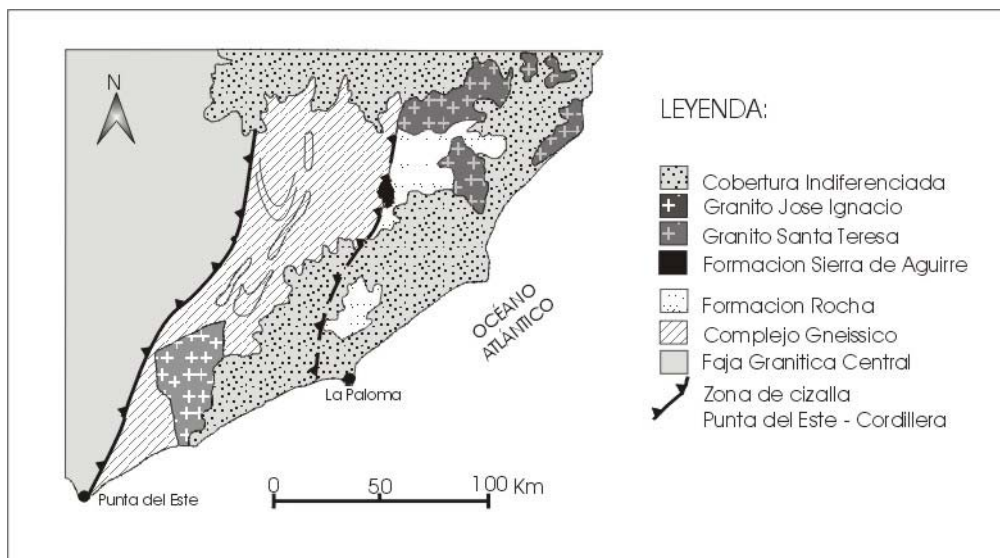 N
LEYENDA:
Cobertura Indiferenciada
Granito Jose Ignacio
Granito Santa Teresa
Formacion Sierra de Aguirre
Formacion Rocha
Complejo Gneissico
Faja Granitica Central
Zona de cizalla
Punta del Este - Cordillera
OCÉANO
ATLÁNTICO
La Paloma
Punta del Este
0 50 100 Km